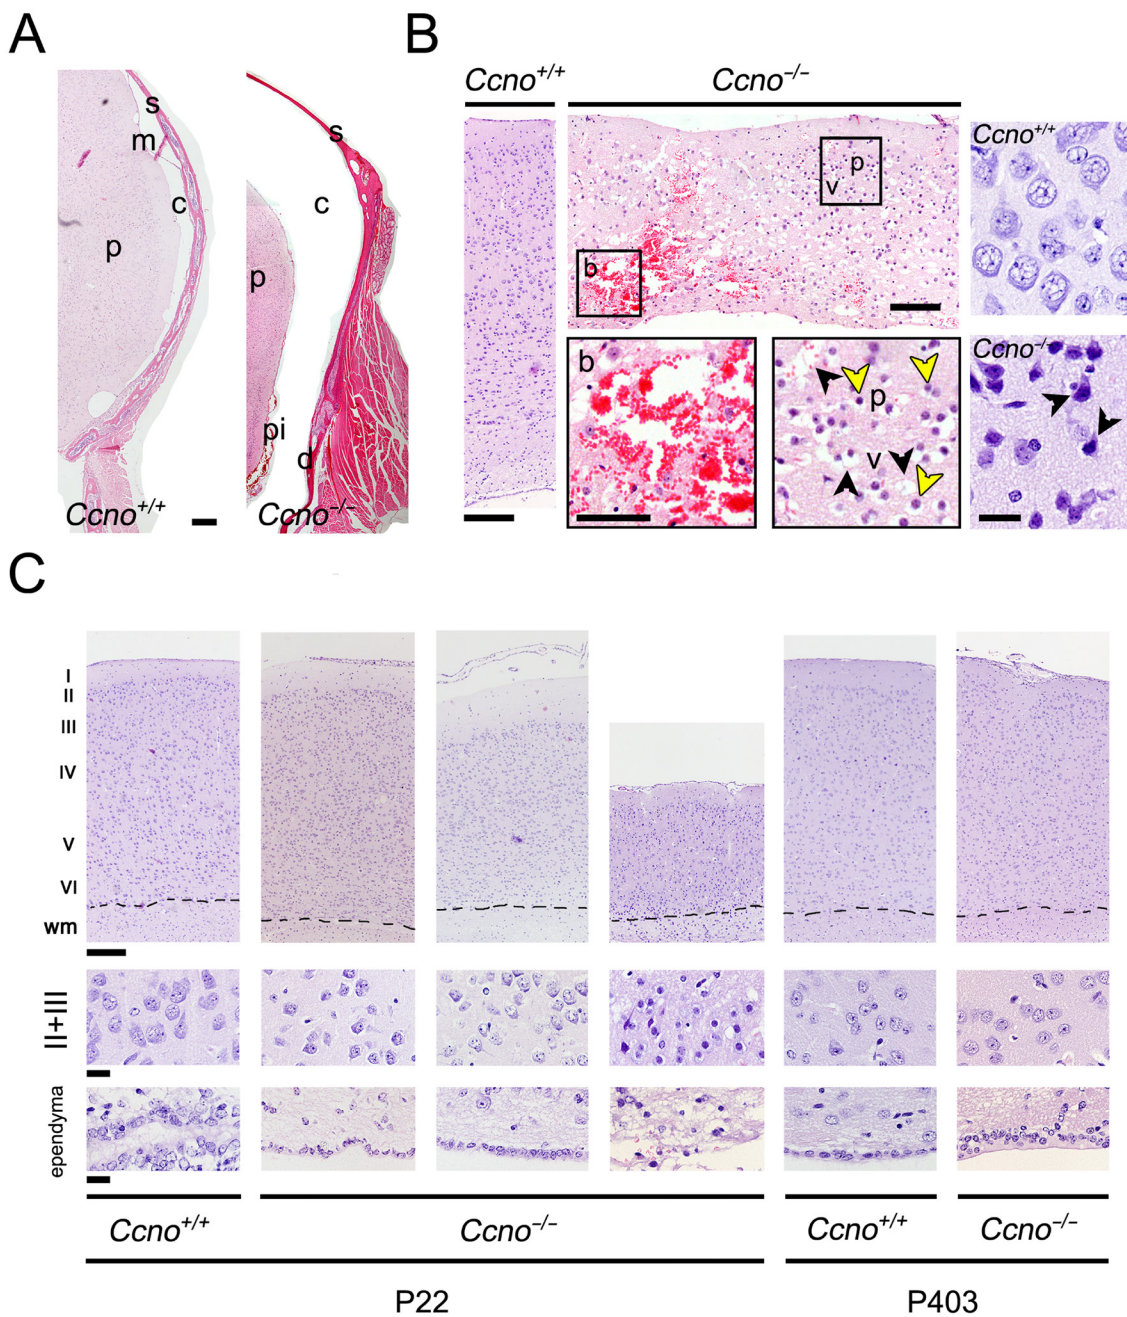 A
s
m
c
p
Ccno+/+
s
c
p
pi
d
Ccno−/−
B
Ccno+/+
Ccno−/−
p
v
b
b
p
v
Ccno+/+
Ccno−/−
C
I
II
III
IV
V
VI
wm
II+III
ependyma
Ccno+/+
Ccno−/−
Ccno+/+
Ccno−/−
P22
P403